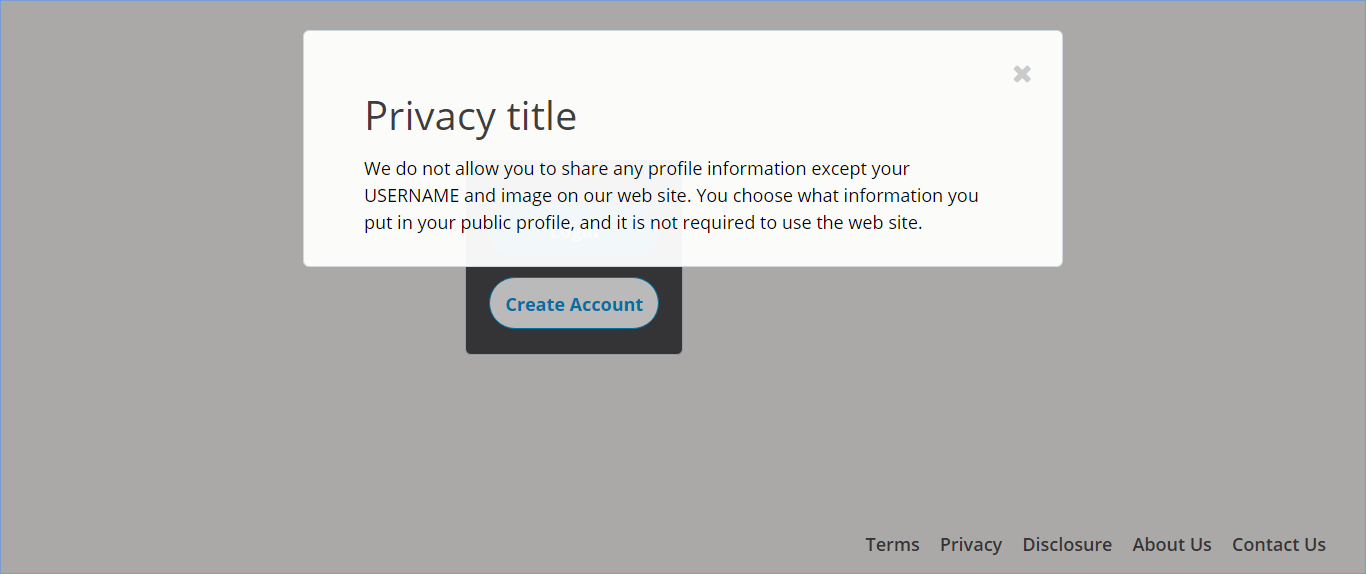 Privacy title
We do not allow you to share any profile information except your
USERNAME and image on our web site. You choose what information you
put in your public profile, and it is not required to use the web site.
Create Account
Terms Privacy Disclosure About Us Contact Us